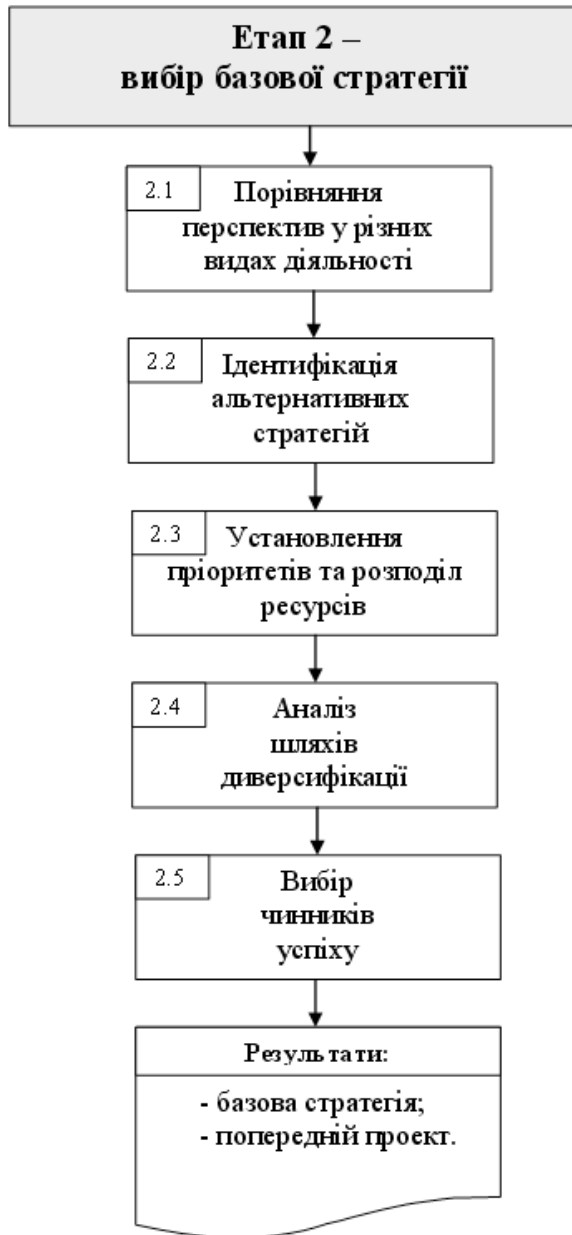 Етап 2 –
вибір базової стратегії
2.1
Порівняння
перспектив у різних
видах діяльності
2.2
Ідентифікація
альтернативних
стратегій
2.3
Установлення
пріоритетів та розподіл
ресурсів
2.4
Аналіз
шляхів
диверсифікації
2.5
Вибір
чинників
успіху
Результати:
- базова стратегія;
- попередній проект.